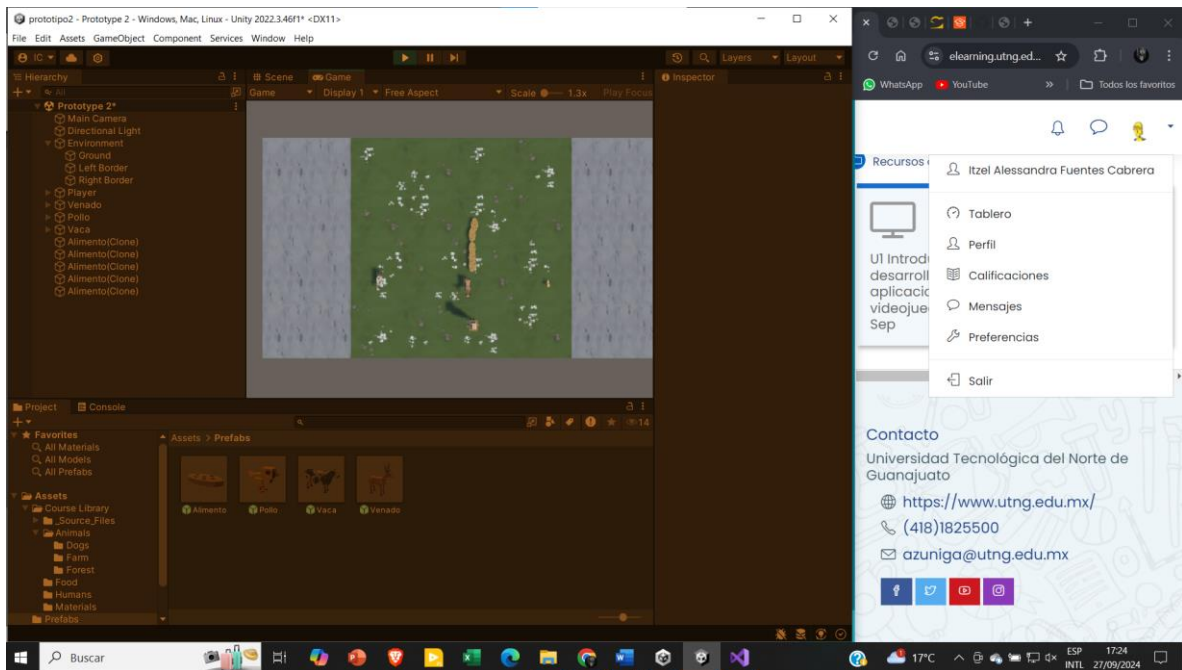 prototipo2 - Prototype 2 - Windows, Mac, Linux - Unity 2022.3.46f1* <DX11>
File Edit Assets GameObject Component Services Window Help
IC
Layers
Layout
Hierarchy
All
Prototype 2*
Main Camera
Directional Light
Environment
Ground
Left Border
Right Border
Player
Venado
Pollo
Vaca
Alimento(Clone)
Alimento(Clone)
Alimento(Clone)
Alimento(Clone)
Alimento(Clone)
Scene
Game
Game
Display 1
Free Aspect
Scale
1.3x
Play Focus
Inspector
Project
Console
14
Favorites
All Materials
All Models
All Prefabs
Assets
Course Library
_Source_Files
Animals
Dogs
Farm
Forest
Food
Humans
Materials
Prefabs
Assets > Prefabs
Alimento
Pollo
Vaca
Venado
elearning.utng.ed...
WhatsApp
YouTube
»
Todos los favoritos
Recursos
Itzel Alessandra Fuentes Cabrera
Tablero
Perfil
Calificaciones
Mensajes
Preferencias
Salir
U1 Introdu
desarroll
aplicacio
videojue
Sep
Contacto
Universidad Tecnológica del Norte de
Guanajuato
https://www.utng.edu.mx/
(418)1825500
azuniga@utng.edu.mx
Buscar
17°C
ESP
INTL
17:24
27/09/2024